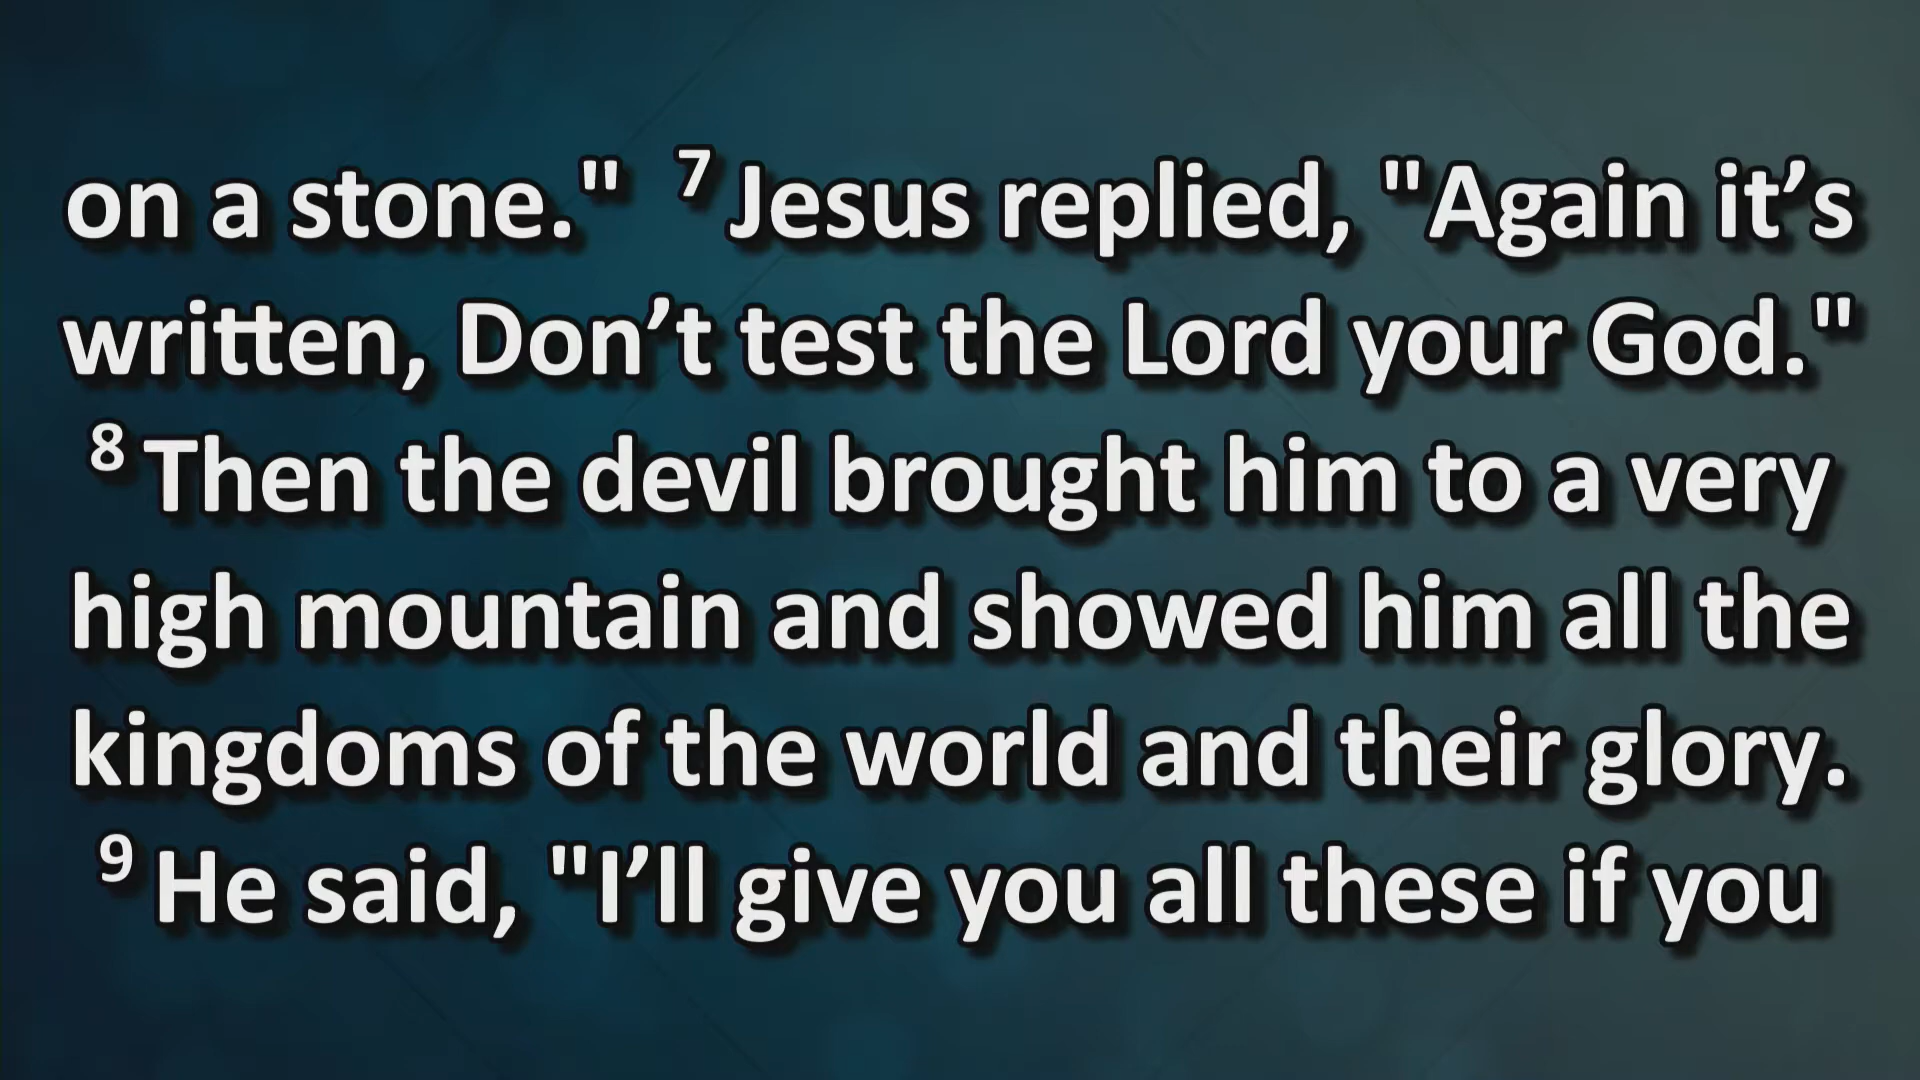 on a stone." 7 Jesus replied, "Again it’s
written, Don’t test the Lord your God."
8 Then the devil brought him to a very
high mountain and showed him all the
kingdoms of the world and their glory.
9 He said, "I’ll give you all these if you